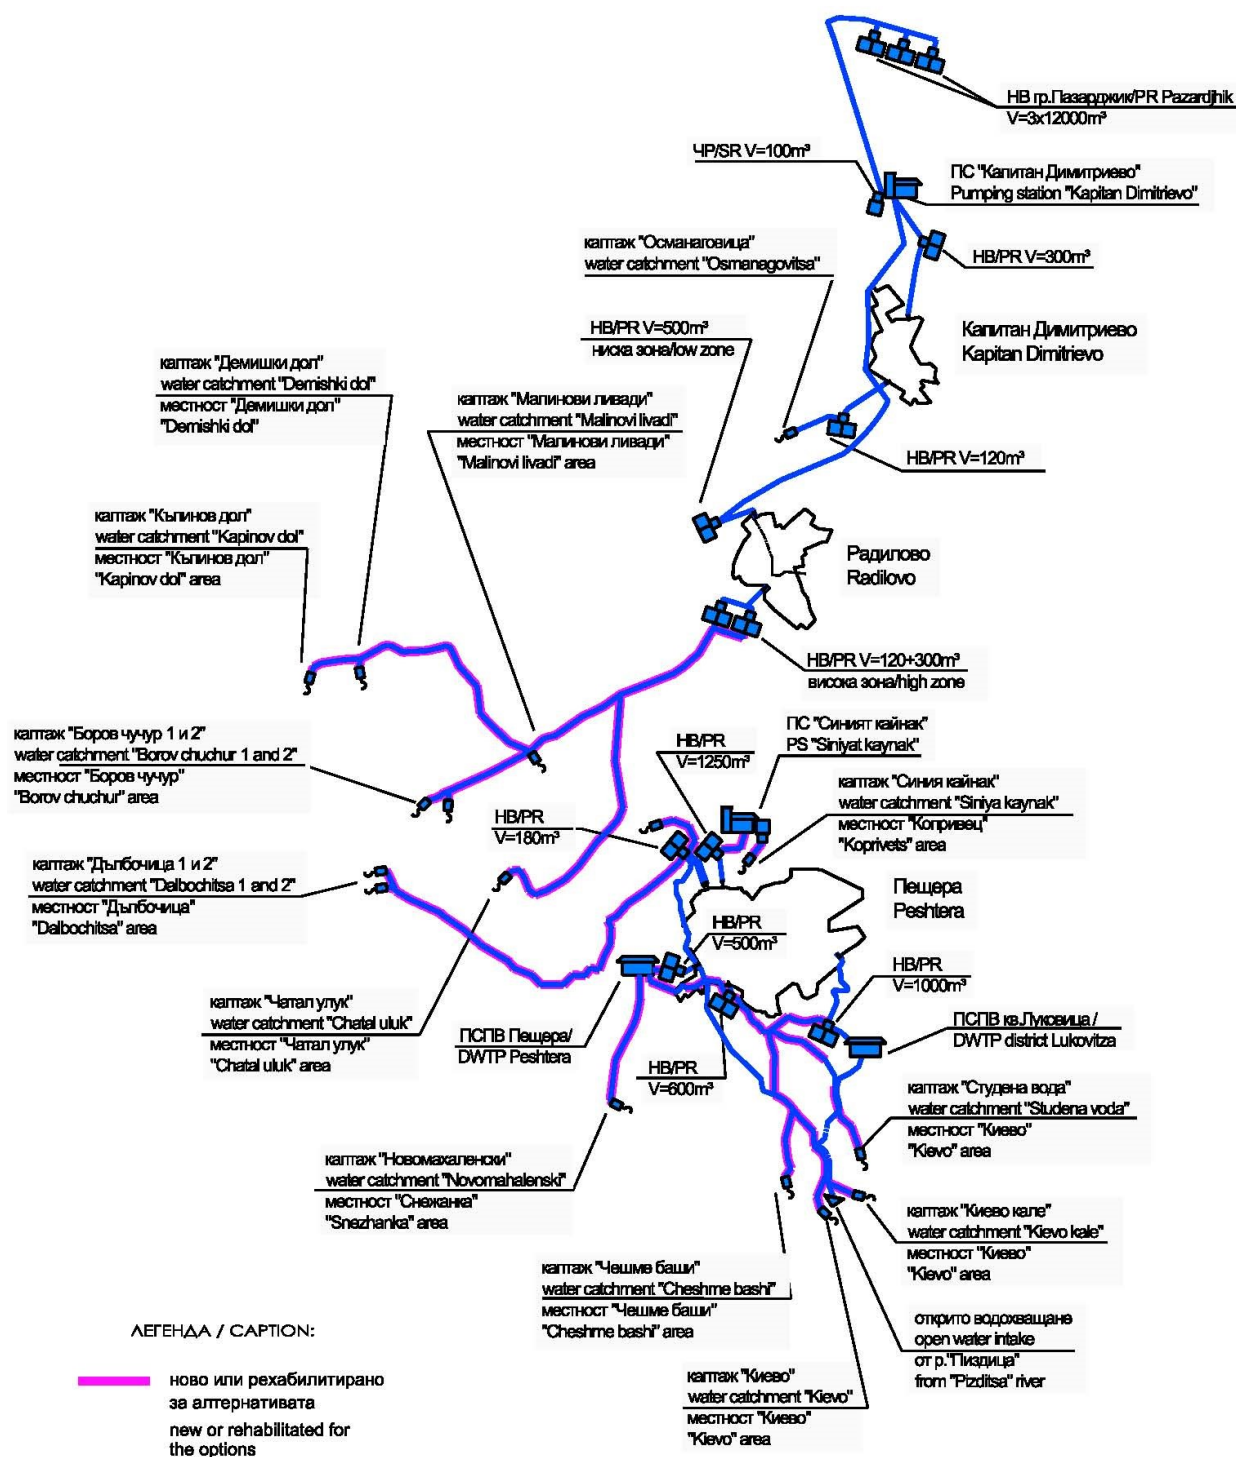 НВ гр.Пазарджик/PR Pazardjhik
V=3x12000m³
ЧР/SR V=100m³
ПС "Капитан Димитриево"
Pumping station "Kapitan Dimitrievo"
каптаж "Османаговица"
water catchment "Osmanagovitsa"
НВ/PR V=300m³
НВ/PR V=500m³
ниска зона/low zone
Капитан Димитриево
Kapitan Dimitrievo
каптаж "Демишки дол"
water catchment "Demishki dol"
местност "Демишки дол"
"Demishki dol"
каптаж "Малинови ливади"
water catchment "Malinovi livadi"
местност "Малинови ливади"
"Malinovi livadi" area
НВ/PR V=120m³
каптаж "Къпинов дол"
water catchment "Kapinov dol"
местност "Къпинов дол"
"Kapinov dol" area
Радилово
Radilovo
НВ/PR V=120+300m³
висока зона/high zone
каптаж "Боров чучур 1 и 2"
water catchment "Borov chuchur 1 and 2"
местност "Боров чучур"
"Borov chuchur" area
НВ/PR
V=1250m³
ПС "Синият кайнак"
PS "Siniyat kaynak"
каптаж "Синия кайнак"
water catchment "Siniya kaynak"
местност "Копривец"
"Koprivets" area
НВ/PR
V=180m³
каптаж "Дълбочица 1 и 2"
water catchment "Dalbochitsa 1 and 2"
местност "Дълбочица"
"Dalbochitsa" area
Пещера
Peshtera
НВ/PR
V=500m³
НВ/PR
V=1000m³
каптаж "Чатал улук"
water catchment "Chatal uluk"
местност "Чатал улук"
"Chatal uluk" area
ПСПВ Пещера/
DWTP Peshtera
ПСПВ кв.Луковица /
DWTP district Lukovitza
НВ/PR
V=600m³
каптаж "Студена вода"
water catchment "Studena voda"
местност "Киево"
"Kievo" area
каптаж "Новомахаленски"
water catchment "Novomahalenski"
местност "Снежанка"
"Snezhanka" area
каптаж "Киево кале"
water catchment "Kievo kale"
местност "Киево"
"Kievo" area
каптаж "Чешме баши"
water catchment "Cheshme bashi"
местност "Чешме баши"
"Cheshme bashi" area
открито водохващане
open water intake
от р."Пиздица"
from "Pizditsa" river
каптаж "Киево"
water catchment "Kievo"
местност "Киево"
"Kievo" area
ЛЕГЕНДА / CAPTION:
ново или рехабилитирано
за алтернативата
new or rehabilitated for
the options